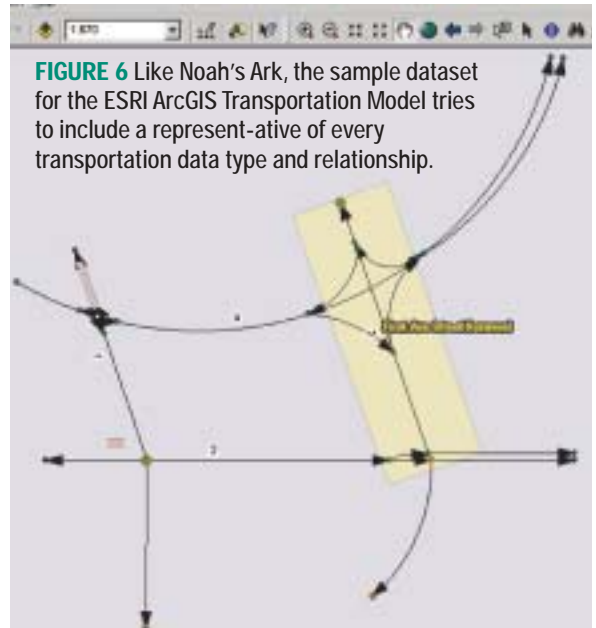 FIGURE 6 Like Noah's Ark, the sample dataset
for the ESRI ArcGIS Transportation Model tries
to include a represent-ative of every
transportation data type and relationship.